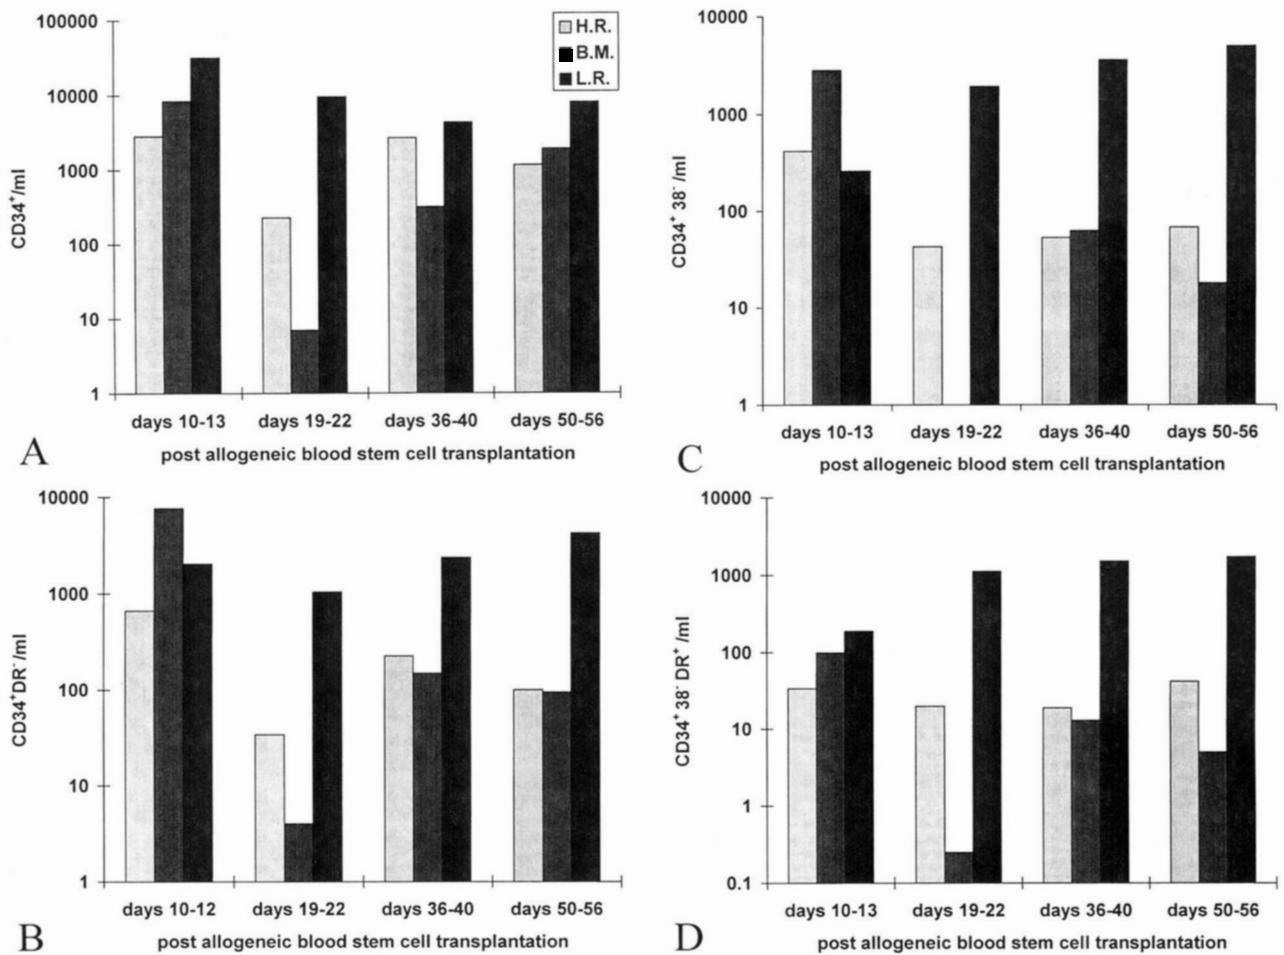 100000
10000
1000
100
10
1
CD34⁺/ml
H.R.
B.M.
L.R.
days 10-13 days 19-22 days 36-40 days 50-56
post allogeneic blood stem cell transplantation
A
10000
1000
100
10
1
CD34⁺ 38⁻ /ml
days 10-13 days 19-22 days 36-40 days 50-56
post allogeneic blood stem cell transplantation
C
10000
1000
100
10
1
CD34⁺DR⁻/ml
days 10-12 days 19-22 days 36-40 days 50-56
post allogeneic blood stem cell transplantation
B
10000
1000
100
10
1
0.1
CD34⁺ 38⁻ DR⁺ /ml
days 10-13 days 19-22 days 36-40 days 50-56
post allogeneic blood stem cell transplantation
D